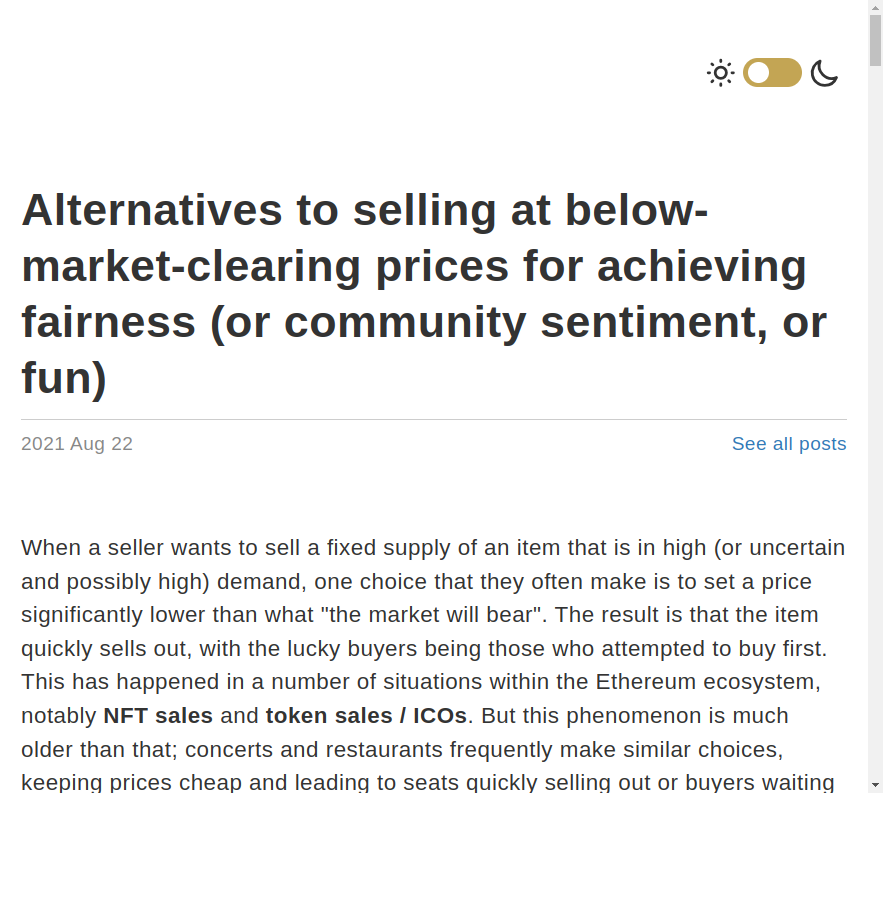 Alternatives to selling at below-
market-clearing prices for achieving
fairness (or community sentiment, or
fun)
2021 Aug 22
See all posts
When a seller wants to sell a fixed supply of an item that is in high (or uncertain
and possibly high) demand, one choice that they often make is to set a price
significantly lower than what "the market will bear". The result is that the item
quickly sells out, with the lucky buyers being those who attempted to buy first.
This has happened in a number of situations within the Ethereum ecosystem,
notably NFT sales and token sales / ICOs. But this phenomenon is much
older than that; concerts and restaurants frequently make similar choices,
keeping prices cheap and leading to seats quickly selling out or buyers waiting